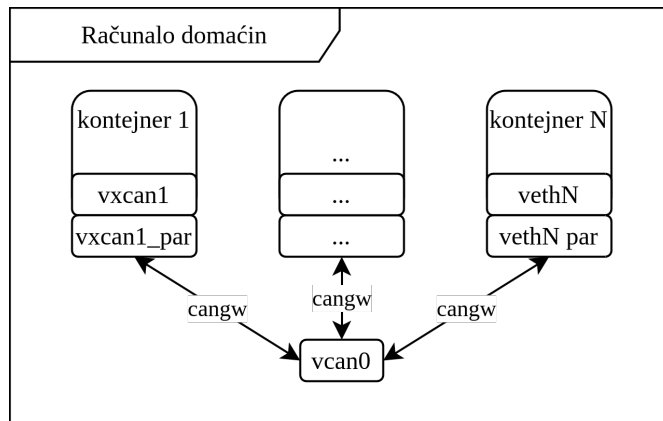 Računalo domaćin
kontejner 1
...
kontejner N
vxcan1
...
vethN
vxcan1_par
...
vethN par
cangw
cangw
cangw
vcan0